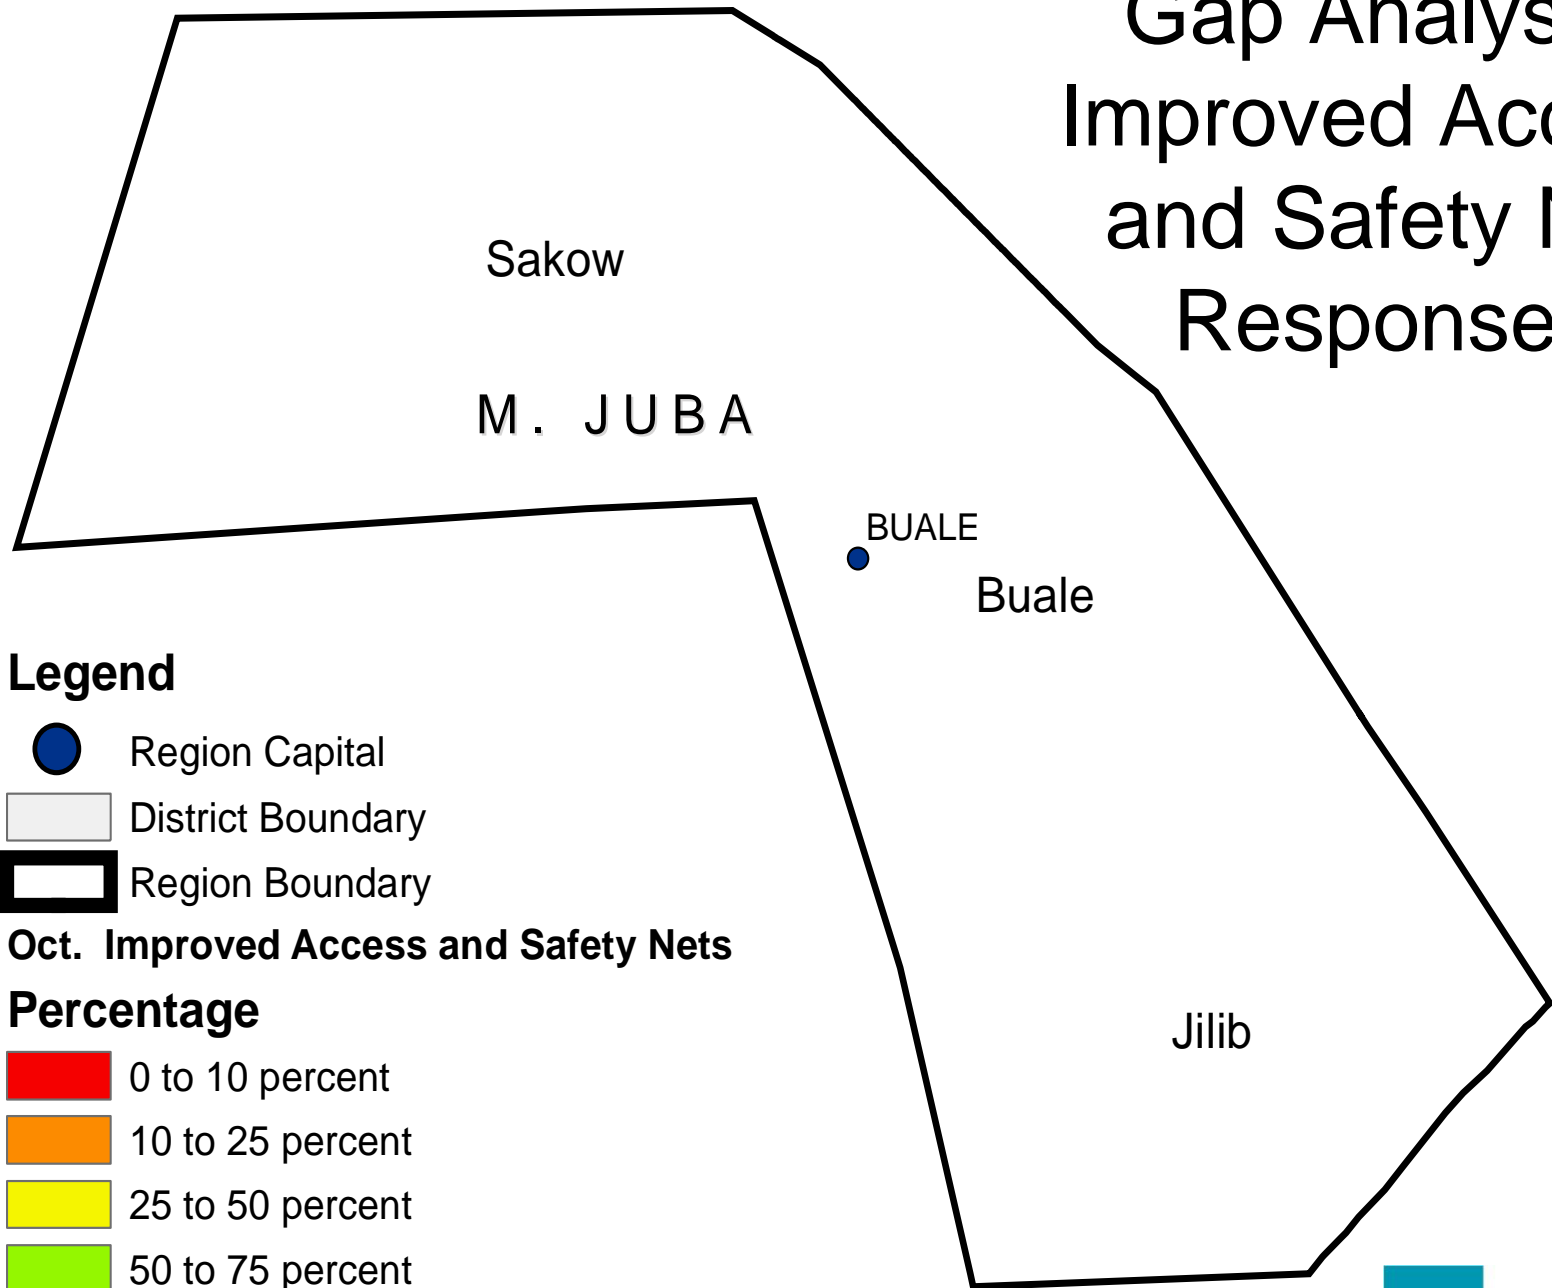 Gap Analys
Improved Acc
and Safety N
Response
Sakow
M. JUBA
BUALE
Buale
Jilib
Legend
Region Capital
District Boundary
Region Boundary
Oct. Improved Access and Safety Nets
Percentage
0 to 10 percent
10 to 25 percent
25 to 50 percent
50 to 75 percent